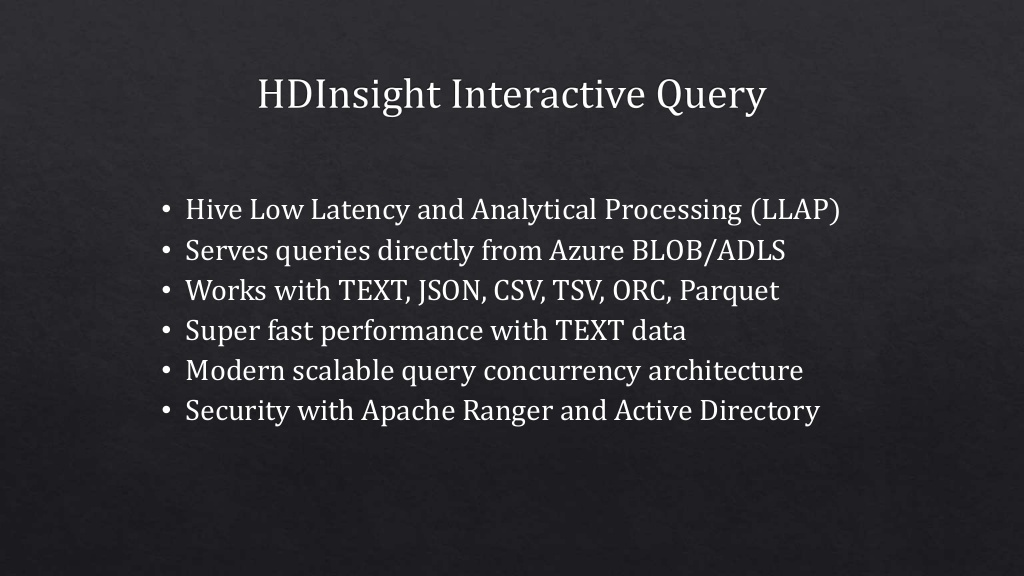 HDInsight Interactive Query
• Hive Low Latency and Analytical Processing (LLAP)
• Serves queries directly from Azure BLOB/ADLS
• Works with TEXT, JSON, CSV, TSV, ORC, Parquet
• Super fast performance with TEXT data
• Modern scalable query concurrency architecture
• Security with Apache Ranger and Active Directory